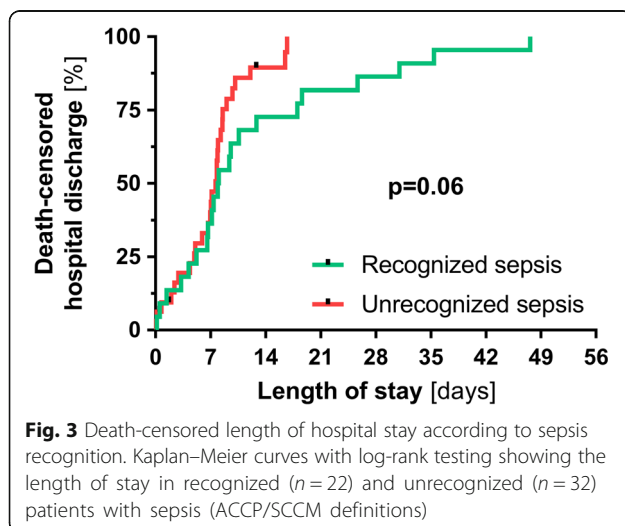 100
75
50
25
0
Death-censored
hospital discharge [%]
p=0.06
Recognized sepsis
Unrecognized sepsis
0 7 14 21 28 35 42 49 56
Length of stay [days]
Fig. 3 Death-censored length of hospital stay according to sepsis
recognition. Kaplan–Meier curves with log-rank testing showing the
length of stay in recognized (n = 22) and unrecognized (n = 32)
patients with sepsis (ACCP/SCCM definitions)